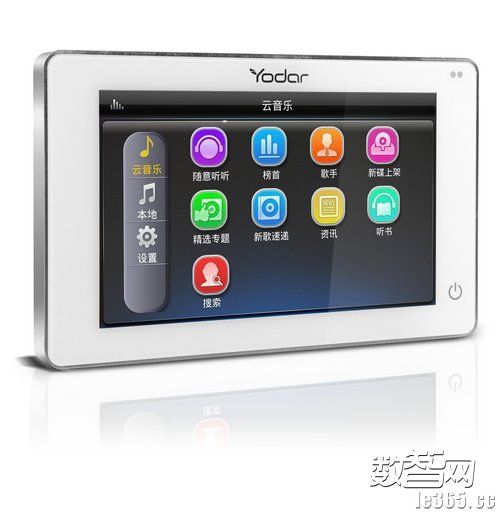 Yodar
云音乐
云音乐
本地
设置
随意听听
榜首
歌手
新碟上架
精选专题
新歌速递
NEWS
资讯
听书
搜索
数智网
le365.cc